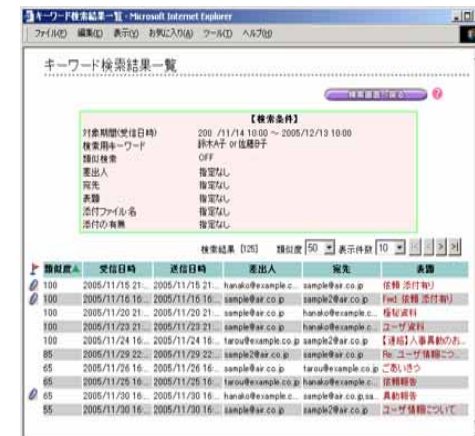 キーワード検索結果一覧 - Microsoft Internet Explorer
ファイル(F) 編集(E) 表示(V) お気に入り(A) ツール(T) ヘルプ(H)
キーワード検索結果一覧
検索画面に戻る
【検索条件】
対象期間(受信日時) 200 /11/14 10:00 ～ 2005/12/13 10:00
検索用キーワード 鈴木A子 or 佐藤B子
類似検索 OFF
差出人 指定なし
宛先 指定なし
表題 指定なし
添付ファイル名 指定なし
添付の有無 指定なし
検索結果 [125] 類似度 50 表示件数 10 < < > >|
類似度▲ 受信日時 送信日時 差出人 宛先 表題
100 2005/11/15 21:... 2005/11/15 21:... hanako@example.c... sample@air.co.jp 依頼 添付有り
100 2005/11/16 16:... 2005/11/16 16:... sample@air.co.jp sample2@air.co.jp Fwd: 依頼 添付有り
100 2005/11/20 21:... 2005/11/20 21:... sample@air.co.jp hanako@example.c... 極秘資料
100 2005/11/23 21:... 2005/11/23 21:... sample@air.co.jp hanako@example.c... ユーザ資料
100 2005/11/24 16:... 2005/11/24 16:... tarou@example.co.jp sample@air.co.jp 【連絡】人事異動のお...
85 2005/11/29 22:... 2005/11/29 22:... sample2@air.co.jp sample@air.co.jp Re: ユーザ情報につ...
65 2005/11/26 16:... 2005/11/26 16:... sample@air.co.jp tarou@example.co.jp ごあいさつ
65 2005/11/25 16:... 2005/11/25 16:... tarou@example.co.jp hanako@example.c... 依頼報告
65 2005/11/30 16:... 2005/11/30 16:... hanako@example.c... sample@air.co.jp,sa... 異動報告
55 2005/11/30 16:... 2005/11/30 16:... sample@air.co.jp sample2@air.co.jp ユーザ情報について